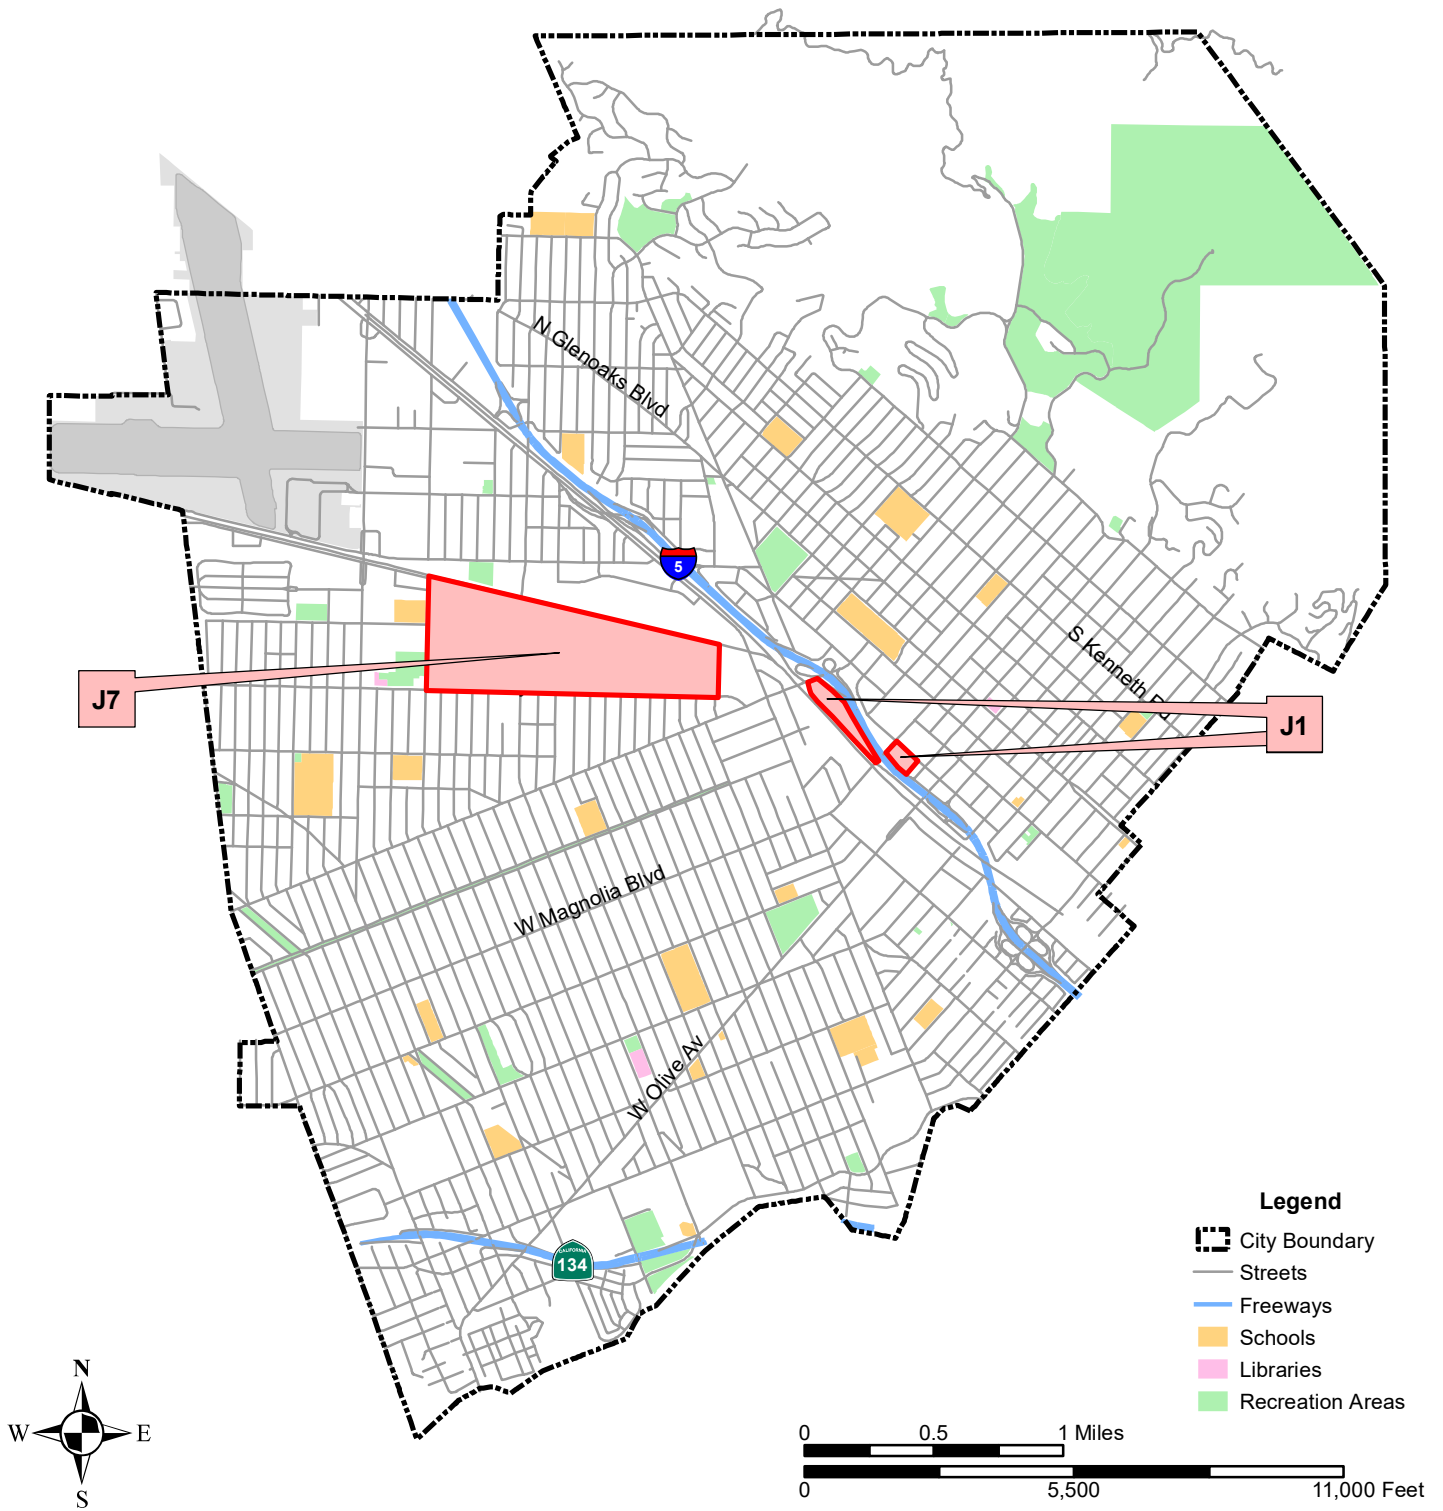 N Glenoaks Blvd
5
S Kenneth Rd
J7
J1
W Magnolia Blvd
W Olive Av
CALIFORNIA
134
Legend
City Boundary
Streets
Freeways
Schools
Libraries
Recreation Areas
N
W E
S
0 0.5 1 Miles
0 5,500 11,000 Feet